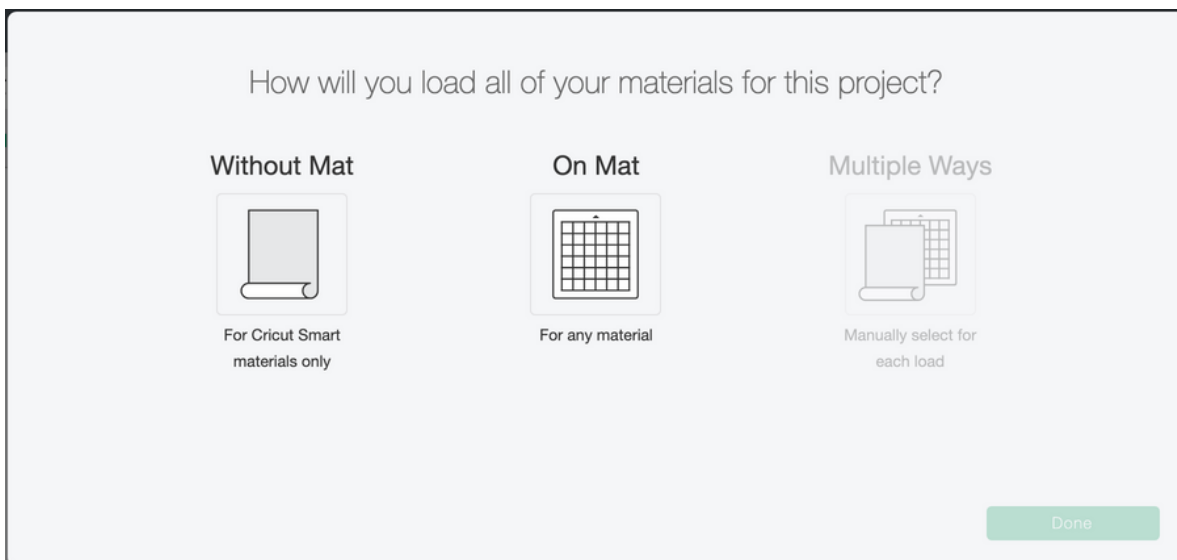 How will you load all of your materials for this project?
Without Mat
For Cricut Smart
materials only
On Mat
For any material
Multiple Ways
Manually select for
each load
Done